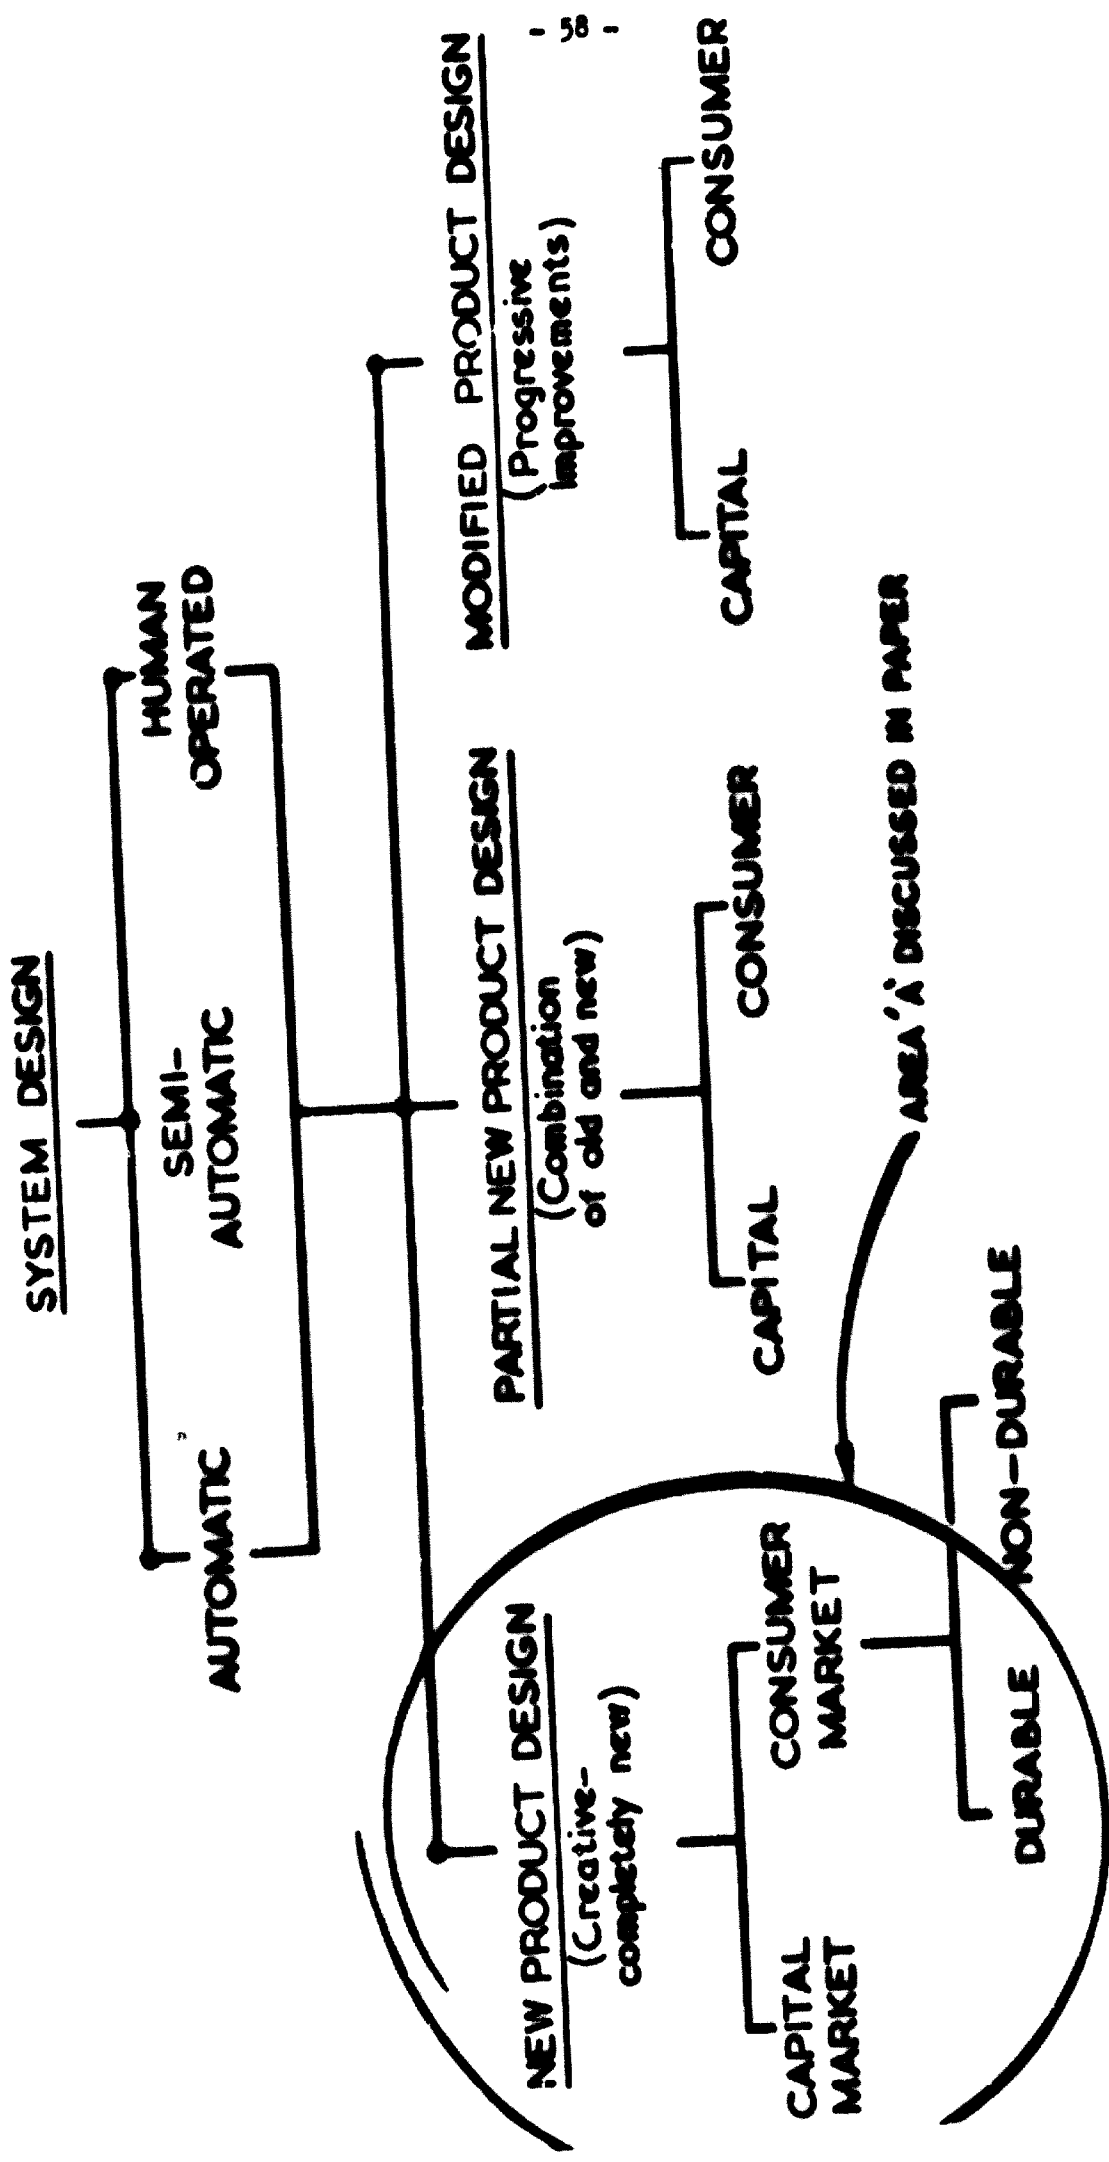 - 58 -
SYSTEM DESIGN
AUTOMATIC
SEMI-
AUTOMATIC
HUMAN
OPERATED
NEW PRODUCT DESIGN
(Creative-
completely new)
PARTIAL NEW PRODUCT DESIGN
(Combination
of old and new)
MODIFIED PRODUCT DESIGN
(Progressive
improvements)
CAPITAL
MARKET
CONSUMER
MARKET
CAPITAL
CONSUMER
CAPITAL
CONSUMER
DURABLE
NON-DURABLE
AREA 'A' DISCUSSED IN PAPER